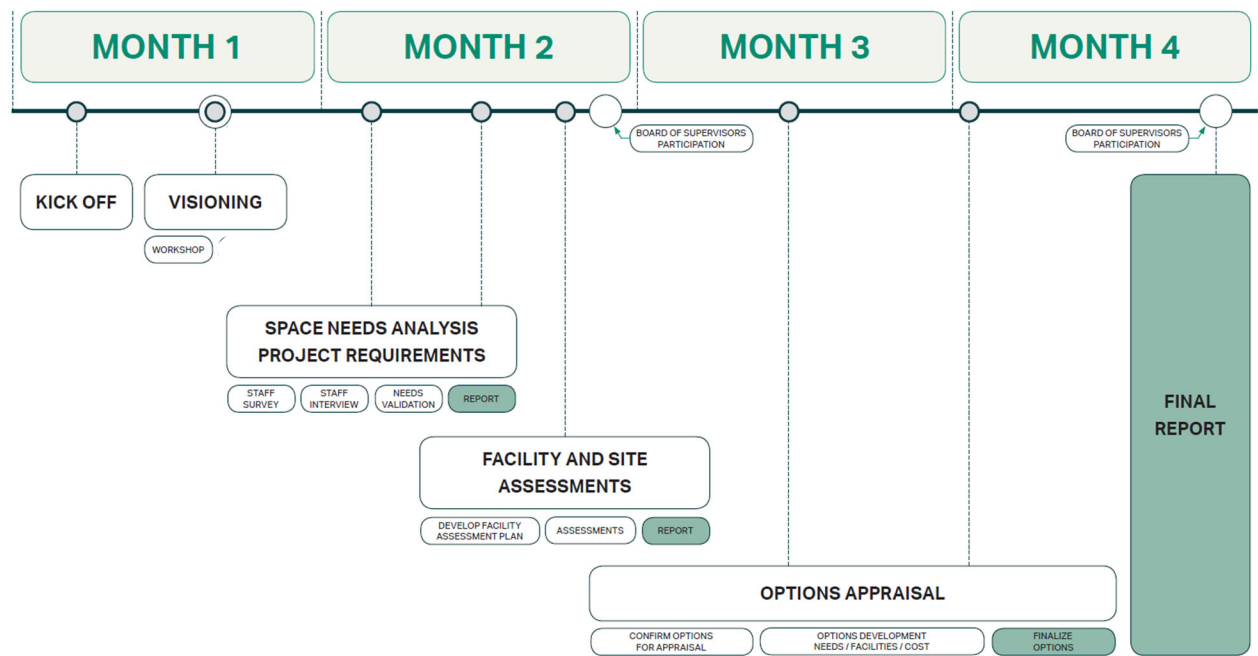 MONTH 1
MONTH 2
MONTH 3
MONTH 4
BOARD OF SUPERVISORS
PARTICIPATION
BOARD OF SUPERVISORS
PARTICIPATION
KICK OFF
VISIONING
WORKSHOP
SPACE NEEDS ANALYSIS
PROJECT REQUIREMENTS
STAFF
SURVEY
STAFF
INTERVIEW
NEEDS
VALIDATION
REPORT
FACILITY AND SITE
ASSESSMENTS
DEVELOP FACILITY
ASSESSMENT PLAN
ASSESSMENTS
REPORT
OPTIONS APPRAISAL
CONFIRM OPTIONS
FOR APPRAISAL
OPTIONS DEVELOPMENT
NEEDS / FACILITIES / COST
FINALIZE
OPTIONS
FINAL
REPORT